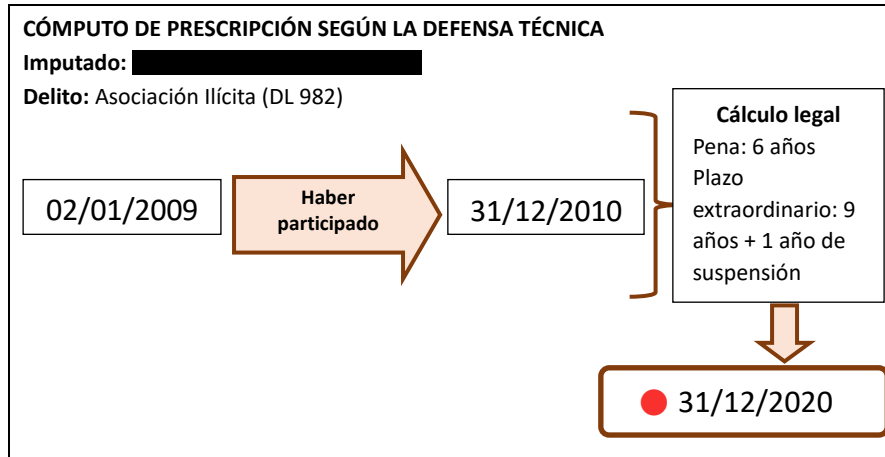 CÓMPUTO DE PRESCRIPCIÓN SEGÚN LA DEFENSA TÉCNICA
Imputado:
Delito: Asociación Ilícita (DL 982)
02/01/2009
Haber
participado
31/12/2010
Cálculo legal
Pena: 6 años
Plazo
extraordinario: 9
años + 1 año de
suspensión
31/12/2020